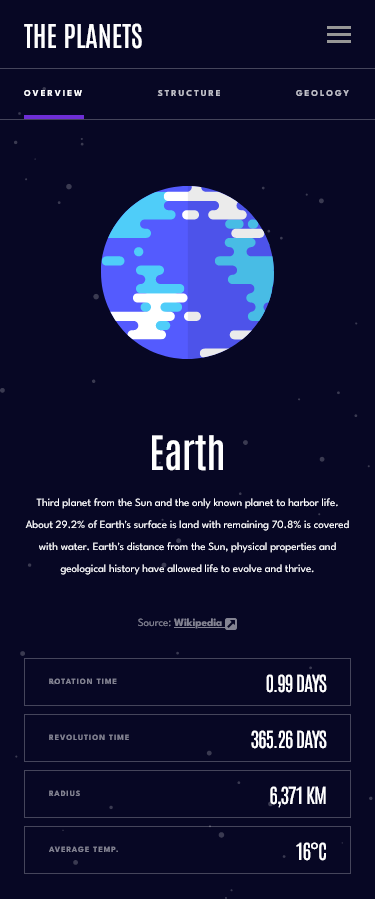 THE PLANETS
OVERVIEW STRUCTURE GEOLOGY
Earth
Third planet from the Sun and the only known planet to harbor life.
About 29.2% of Earth's surface is land with remaining 70.8% is covered
with water. Earth's distance from the Sun, physical properties and
geological history have allowed life to evolve and thrive.
Source: Wikipedia
ROTATION TIME 0.99 DAYS
REVOLUTION TIME 365.26 DAYS
RADIUS 6,371 KM
AVERAGE TEMP. 16°C